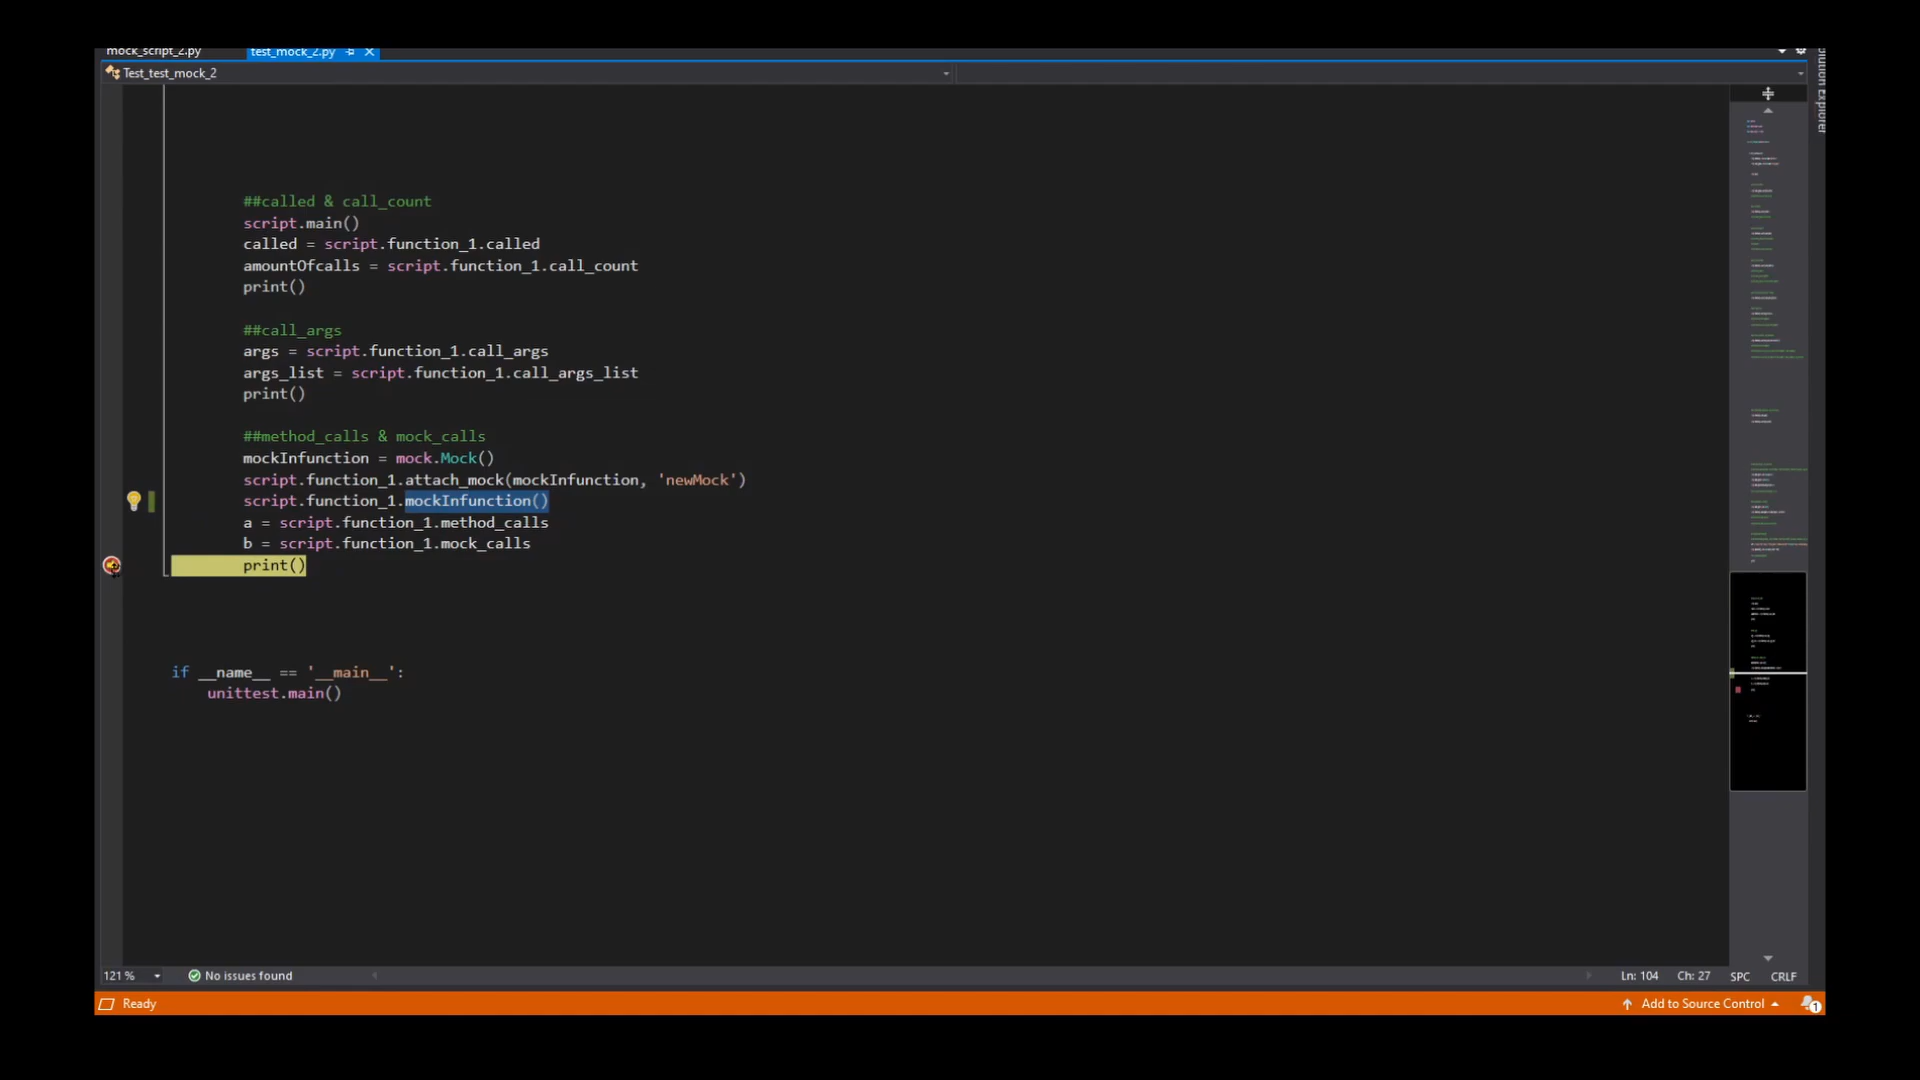 mock_script_2.py
test_mock_2.py
Test_test_mock_2
Solution Explorer
##called & call_count
script.main()
called = script.function_1.called
amountOfcalls = script.function_1.call_count
print()
##call_args
args = script.function_1.call_args
args_list = script.function_1.call_args_list
print()
##method_calls & mock_calls
mockInfunction = mock.Mock()
script.function_1.attach_mock(mockInfunction, 'newMock')
script.function_1.mockInfunction()
a = script.function_1.method_calls
b = script.function_1.mock_calls
print()
if __name__ == '__main__':
unittest.main()
121 %
No issues found
Ln: 104
Ch: 27
SPC
CRLF
Ready
Add to Source Control
1